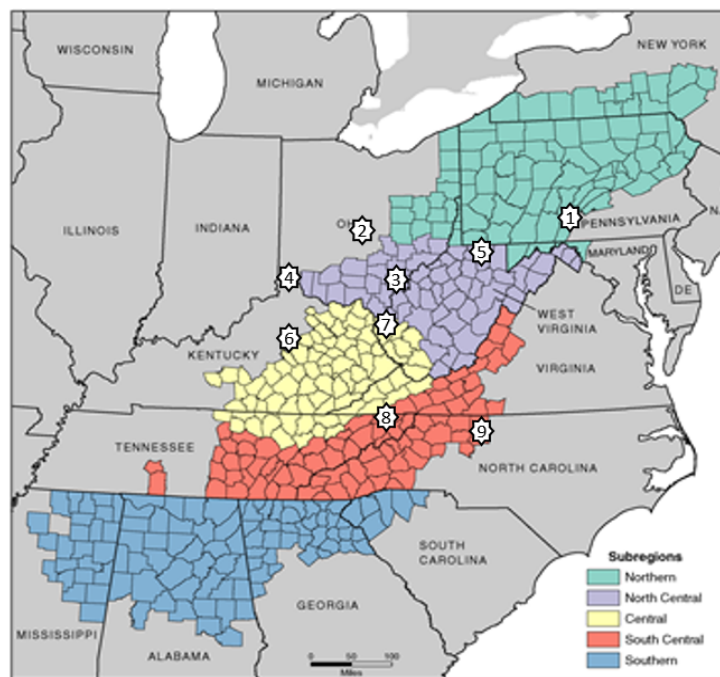 WISCONSIN
NEW YORK
MICHIGAN
1
PENNSYLVANIA
2
ILLINOIS
INDIANA
5
MARYLAND
4
3
DE
WEST
VIRGINIA
7
6
KENTUCKY
VIRGINIA
8
9
TENNESSEE
NORTH CAROLINA
SOUTH
CAROLINA
Subregions
Northern
North Central
Central
South Central
Southern
GEORGIA
MISSISSIPPI
ALABAMA
0 50 100
Miles